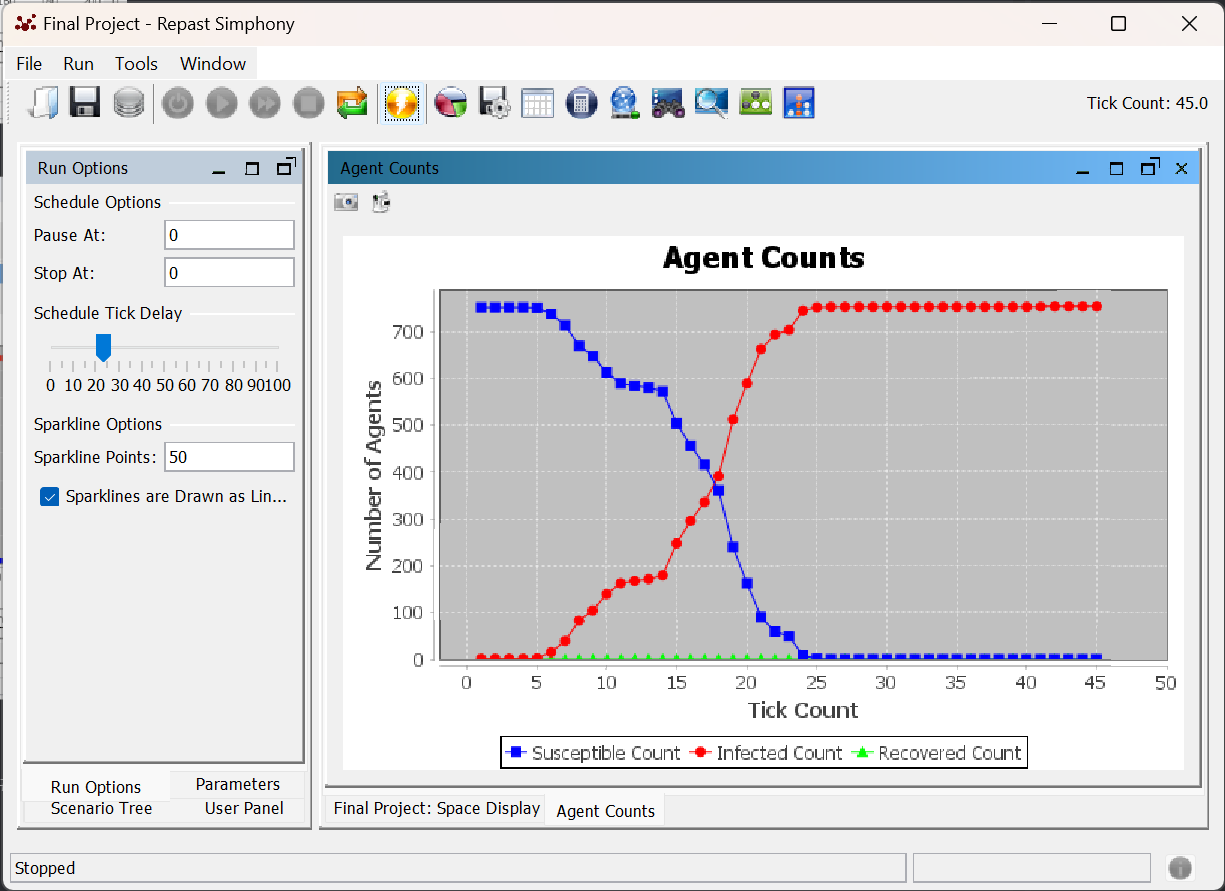 Final Project - Repast Simphony
File Run Tools Window
Tick Count: 45.0
Run Options
Schedule Options
Pause At: 0
Stop At: 0
Schedule Tick Delay
0 10 20 30 40 50 60 70 80 90 100
Sparkline Options
Sparkline Points: 50
Sparklines are Drawn as Lin...
Run Options Parameters
Scenario Tree User Panel
Agent Counts
Agent Counts
Number of Agents
700
600
500
400
300
200
100
0
0 5 10 15 20 25 30 35 40 45 50
Tick Count
Susceptible Count Infected Count Recovered Count
Final Project: Space Display Agent Counts
Stopped